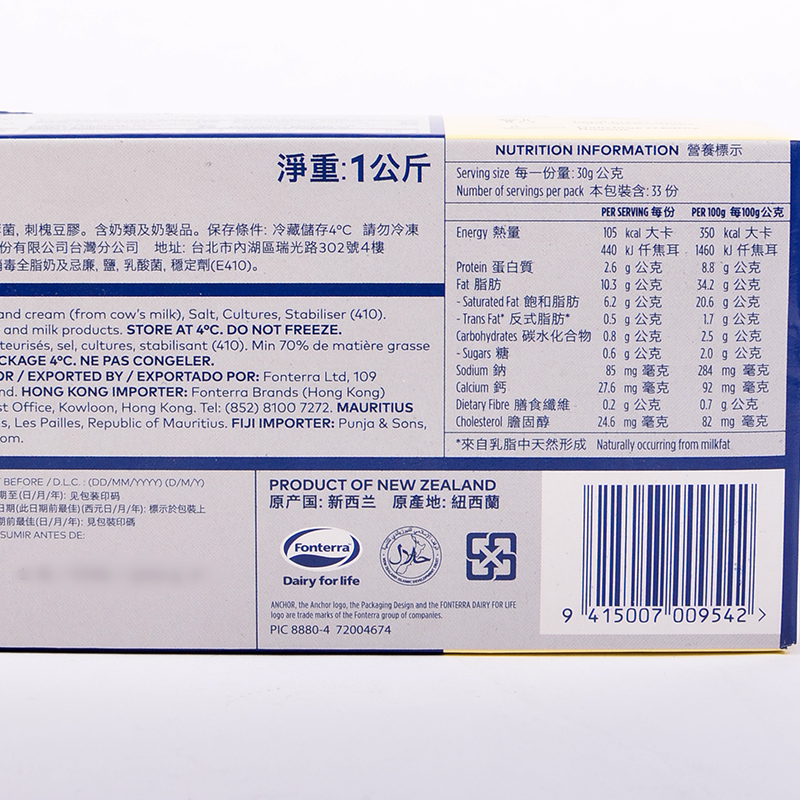 淨重:1公斤
菌, 刺槐豆膠。含奶類及奶製品。保存條件: 冷藏儲存4°C 請勿冷凍
份有限公司台灣分公司 地址: 台北市內湖區瑞光路302號4樓
消毒全脂奶及忌廉, 鹽, 乳酸菌, 穩定劑(E410)。
and cream (from cow's milk), Salt, Cultures, Stabiliser (410).
and milk products. STORE AT 4°C. DO NOT FREEZE.
teurisés, sel, cultures, stabilisant (410). Min 70% de matière grasse
CKAGE 4°C. NE PAS CONGELER.
OR / EXPORTED BY / EXPORTADO POR: Fonterra Ltd, 109
nd. HONG KONG IMPORTER: Fonterra Brands (Hong Kong)
st Office, Kowloon, Hong Kong. Tel: (852) 8100 7272. MAURITIUS
s, Les Pailles, Republic of Mauritius. FIJI IMPORTER: Punja & Sons,
om.
NUTRITION INFORMATION 營養標示
Serving size 每一份量: 30g 公克
Number of servings per pack 本包裝含: 33 份
PER SERVING 每份 PER 100g 每100g公克
Energy 熱量 105 kcal 大卡 350 kcal 大卡
440 kJ 仟焦耳 1460 kJ 仟焦耳
Protein 蛋白質 2.6 g 公克 8.8 g 公克
Fat 脂肪 10.3 g 公克 34.2 g 公克
- Saturated Fat 飽和脂肪 6.2 g 公克 20.6 g 公克
- Trans Fat* 反式脂肪* 0.5 g 公克 1.7 g 公克
Carbohydrates 碳水化合物 0.8 g 公克 2.5 g 公克
- Sugars 糖 0.6 g 公克 2.0 g 公克
Sodium 鈉 85 mg 毫克 284 mg 毫克
Calcium 鈣 27.6 mg 毫克 92 mg 毫克
Dietary Fibre 膳食纖維 0.2 g 公克 0.7 g 公克
Cholesterol 膽固醇 24.6 mg 毫克 82 mg 毫克
*來自乳脂中天然形成 Naturally occurring from milkfat
BEFORE / D.L.C. : (DD/MM/YYYY) (D/M/Y)
期至(日/月/年): 见包装印码
日期(此日期前最佳)(西元日/月/年): 標示於包裝上
期前最佳(日/月/年): 見包裝印碼
SUMIR ANTES DE:
PRODUCT OF NEW ZEALAND
原产国: 新西兰 原產地: 紐西蘭
Fonterra
Dairy for life
حلال
ANCHOR, the Anchor logo, the Packaging Design and the FONTERRA DAIRY FOR LIFE
logo are trade marks of the Fonterra group of companies.
PIC 8880-4 72004674
9 415007 009542 >